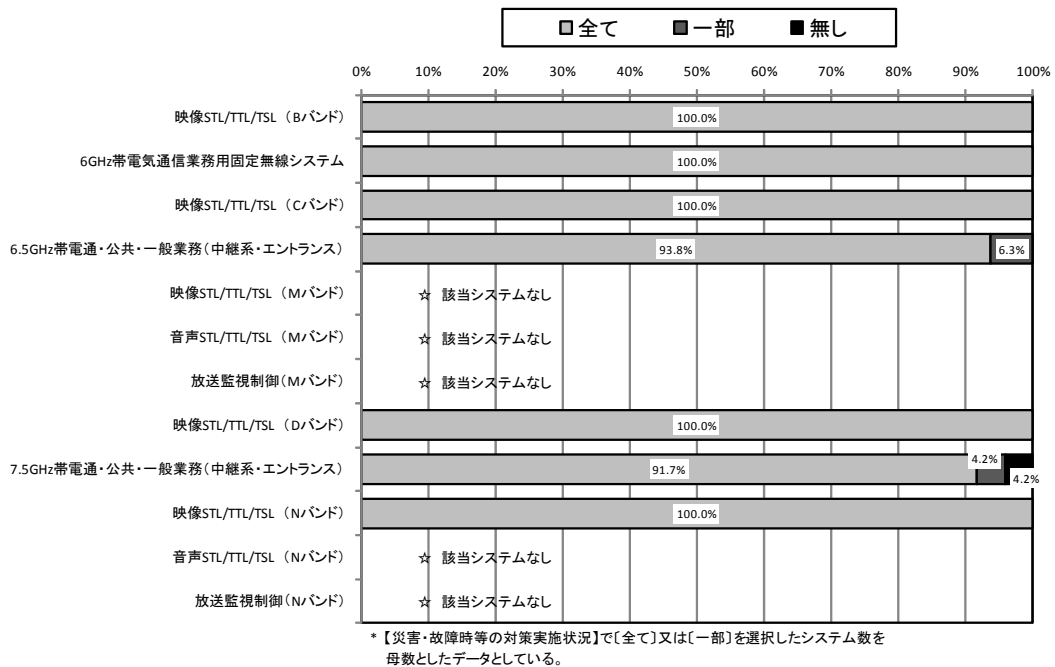 全て 一部 無し
0% 10% 20% 30% 40% 50% 60% 70% 80% 90% 100%
映像STL/TTL/TSL (Bバンド) 100.0%
6GHz帯電気通信業務用固定無線システム 100.0%
映像STL/TTL/TSL (Cバンド) 100.0%
6.5GHz帯電通・公共・一般業務(中継系・エントランス) 93.8% 6.3%
映像STL/TTL/TSL (Mバンド) ☆ 該当システムなし
音声STL/TTL/TSL (Mバンド) ☆ 該当システムなし
放送監視制御(Mバンド) ☆ 該当システムなし
映像STL/TTL/TSL (Dバンド) 100.0%
7.5GHz帯電通・公共・一般業務(中継系・エントランス) 91.7% 4.2% 4.2%
映像STL/TTL/TSL (Nバンド) 100.0%
音声STL/TTL/TSL (Nバンド) ☆ 該当システムなし
放送監視制御(Nバンド) ☆ 該当システムなし
* 【災害・故障時等の対策実施状況】で〔全て〕又は〔一部〕を選択したシステム数を
母数としたデータとしている。